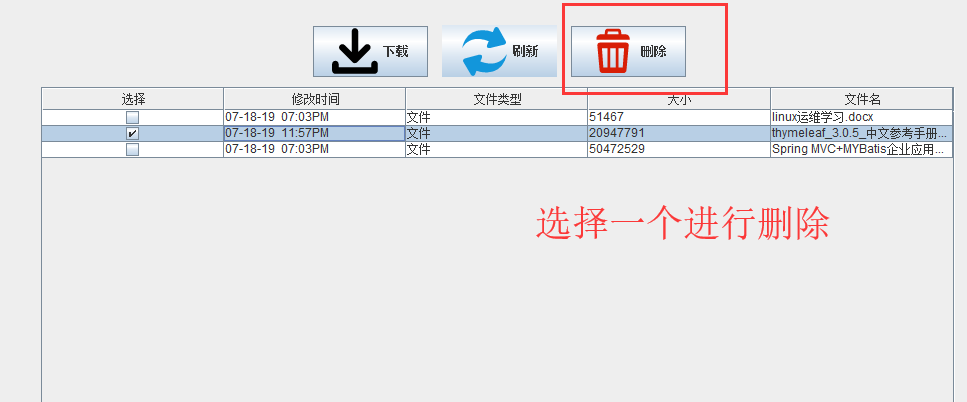 下载 刷新 删除
选择 修改时间 文件类型 大小 文件名
07-18-19 07:03PM 文件 51467 linux运维学习.docx
07-18-19 11:57PM 文件 20947791 thymeleaf_3.0.5_中文参考手册...
07-18-19 07:03PM 文件 50472529 Spring MVC+MYBatis企业应用...
选择一个进行删除